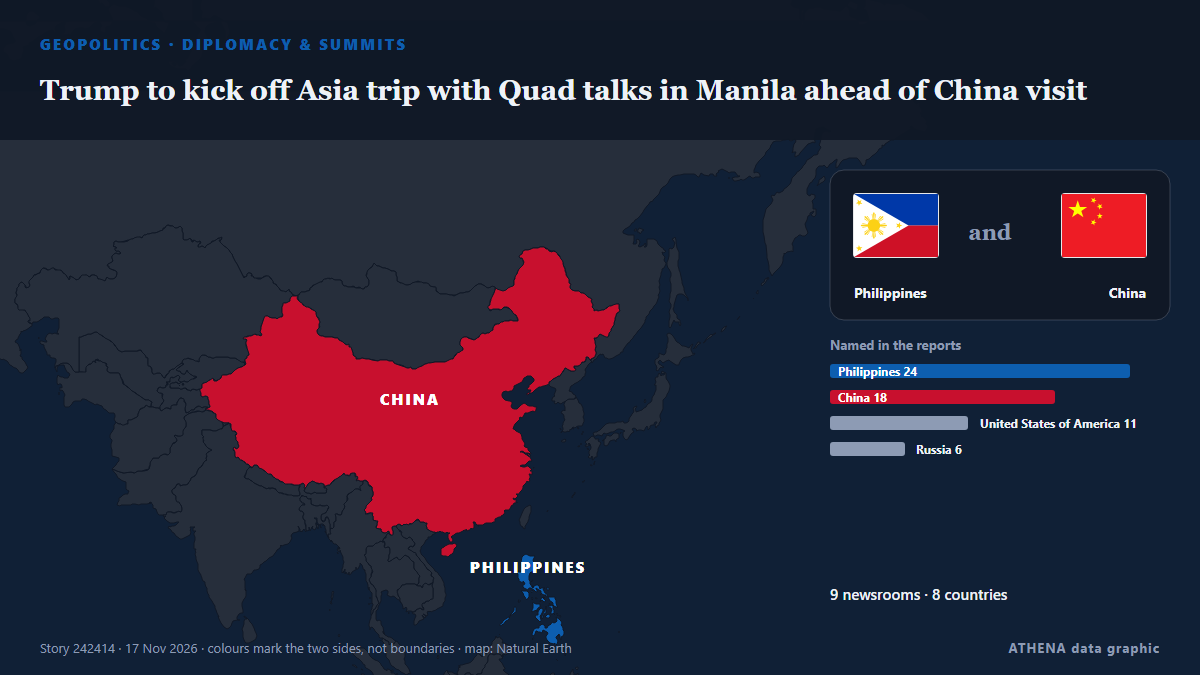 GEOPOLITICS · DIPLOMACY & SUMMITS
Trump to kick off Asia trip with Quad talks in Manila ahead of China visit
and
Philippines
China
Named in the reports
Philippines 24
China 18
United States of America 11
Russia 6
CHINA
PHILIPPINES
9 newsrooms · 8 countries
Story 242414 · 17 Nov 2026 · colours mark the two sides, not boundaries · map: Natural Earth
ATHENA data graphic